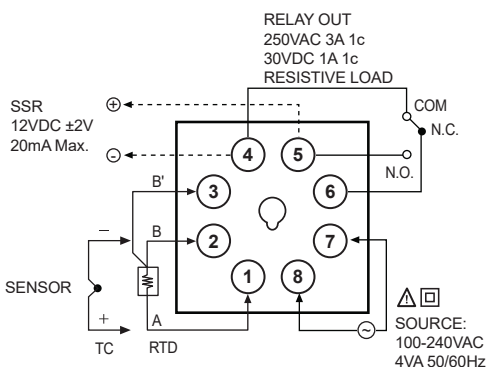 RELAY OUT
250VAC 3A 1c
30VDC 1A 1c
RESISTIVE LOAD
SSR
12VDC ±2V
20mA Max.
+
-
COM
N.C.
N.O.
4
5
3
6
2
7
1
8
B'
B
A
SENSOR
−
+
TC
RTD
~
SOURCE:
100-240VAC
4VA 50/60Hz